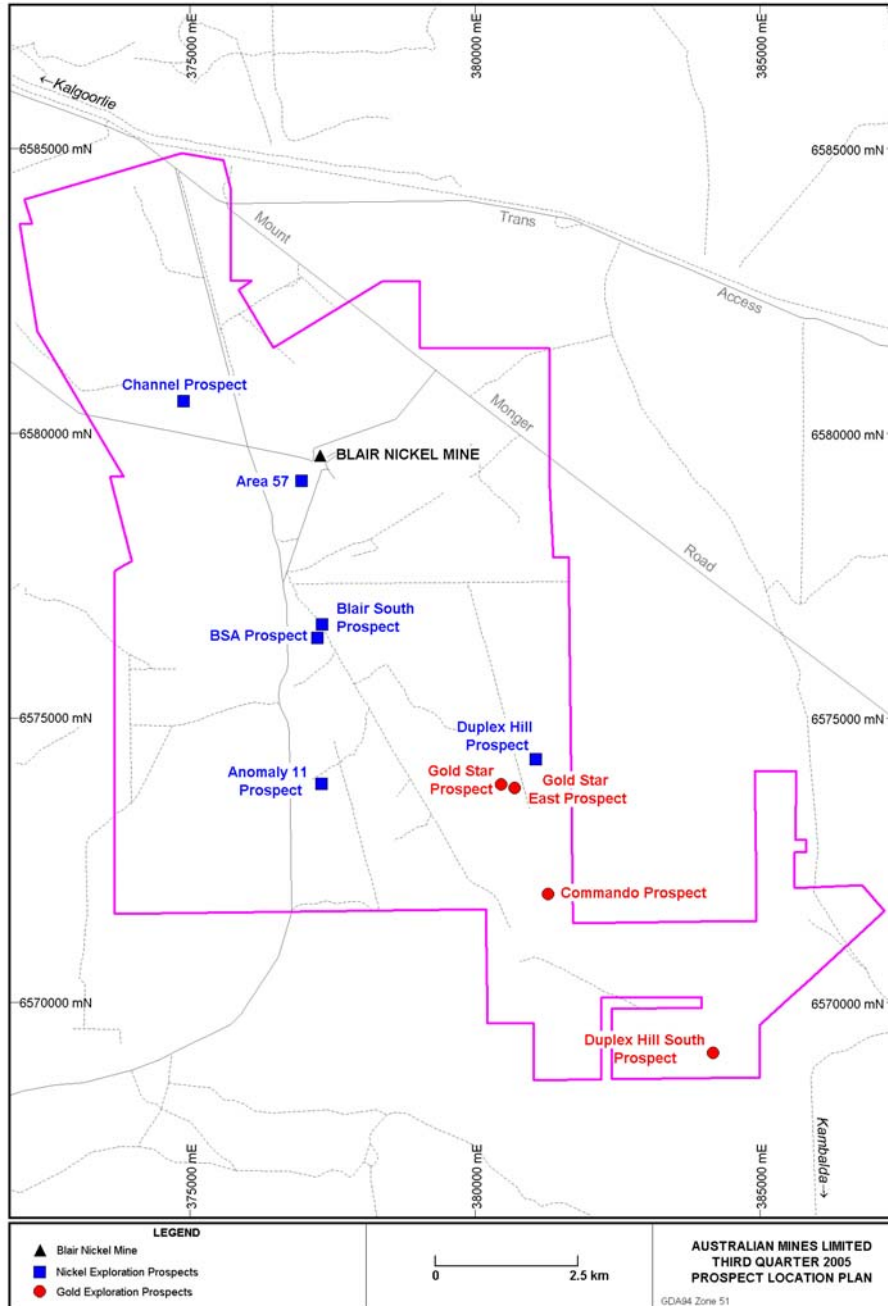 375000 mE
380000 mE
385000 mE
←Kalgoorlie
6585000 mN
6585000 mN
Mount
Trans
Access
Channel Prospect
Monger
6580000 mN
6580000 mN
BLAIR NICKEL MINE
Area 57
Road
Blair South
Prospect
BSA Prospect
6575000 mN
6575000 mN
Duplex Hill
Prospect
Anomaly 11
Prospect
Gold Star
Prospect
Gold Star
East Prospect
Commando Prospect
6570000 mN
6570000 mN
Duplex Hill South
Prospect
Kambalda→
375000 mE
380000 mE
385000 mE
LEGEND
Blair Nickel Mine
Nickel Exploration Prospects
Gold Exploration Prospects
0 2.5 km
AUSTRALIAN MINES LIMITED
THIRD QUARTER 2005
PROSPECT LOCATION PLAN
GDA94 Zone 51